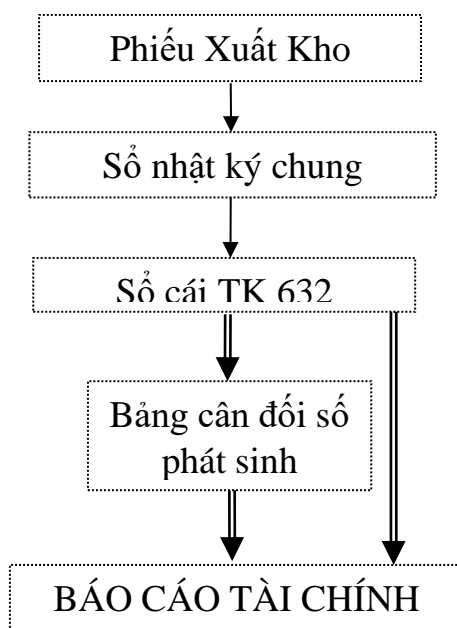 Phiếu Xuất Kho
Sổ nhật ký chung
Sổ cái TK 632
Bảng cân đối số
phát sinh
BÁO CÁO TÀI CHÍNH